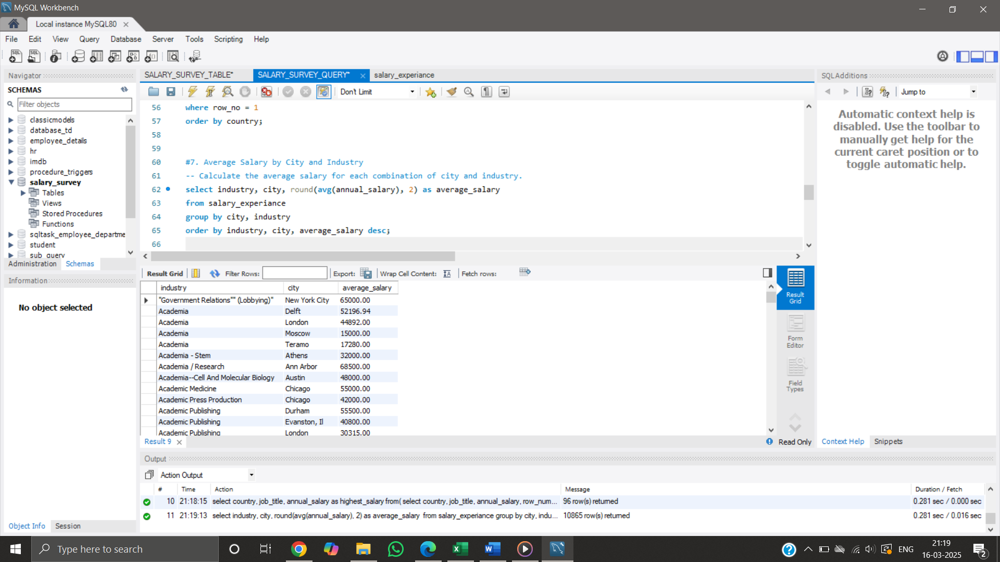 MySQL Workbench
Local instance MySQL80
File Edit View Query Database Server Tools Scripting Help
Navigator
SCHEMAS
Filter objects
classicmodels
database_td
employee_details
hr
imdb
procedure_triggers
salary_survey
Tables
Views
Stored Procedures
Functions
sqltask_employee_departme
student
sub_query
Administration Schemas
Information
No object selected
Object Info Session
SALARY_SURVEY_TABLE* SALARY_SURVEY_QUERY* salary_experiance
Don't Limit
56 where row_no = 1
57 order by country;
58
59
60 #7. Average Salary by City and Industry
61 -- Calculate the average salary for each combination of city and industry.
62 select industry, city, round(avg(annual_salary), 2) as average_salary
63 from salary_experiance
64 group by city, industry
65 order by industry, city, average_salary desc;
66
Result Grid Filter Rows: Export: Wrap Cell Content: Fetch rows:
industry city average_salary
"Government Relations"" (Lobbying)" New York City 65000.00
Academia Delft 52196.94
Academia London 44892.00
Academia Moscow 15000.00
Academia Teramo 17280.00
Academia - Stem Athens 32000.00
Academia / Research Ann Arbor 68500.00
Academia--Cell And Molecular Biology Austin 48000.00
Academic Medicine Chicago 55000.00
Academic Press Production Chicago 42000.00
Academic Publishing Durham 55500.00
Academic Publishing Evanston, Il 40800.00
Academic Publishing London 30315.00
Result Grid
Form Editor
Field Types
Result 9
Read Only
SQLAdditions
Jump to
Automatic context help is
disabled. Use the toolbar to
manually get help for the
current caret position or to
toggle automatic help.
Context Help Snippets
Output
Action Output
# Time Action Message Duration / Fetch
10 21:18:15 select country, job_title, annual_salary as highest_salary from( select country, job_title, annual_salary, row_num... 96 row(s) returned 0.281 sec / 0.000 sec
11 21:19:13 select industry, city, round(avg(annual_salary), 2) as average_salary from salary_experiance group by city, indu... 10865 row(s) returned 0.281 sec / 0.016 sec
Type here to search
ENG
21:19
16-03-2025
2